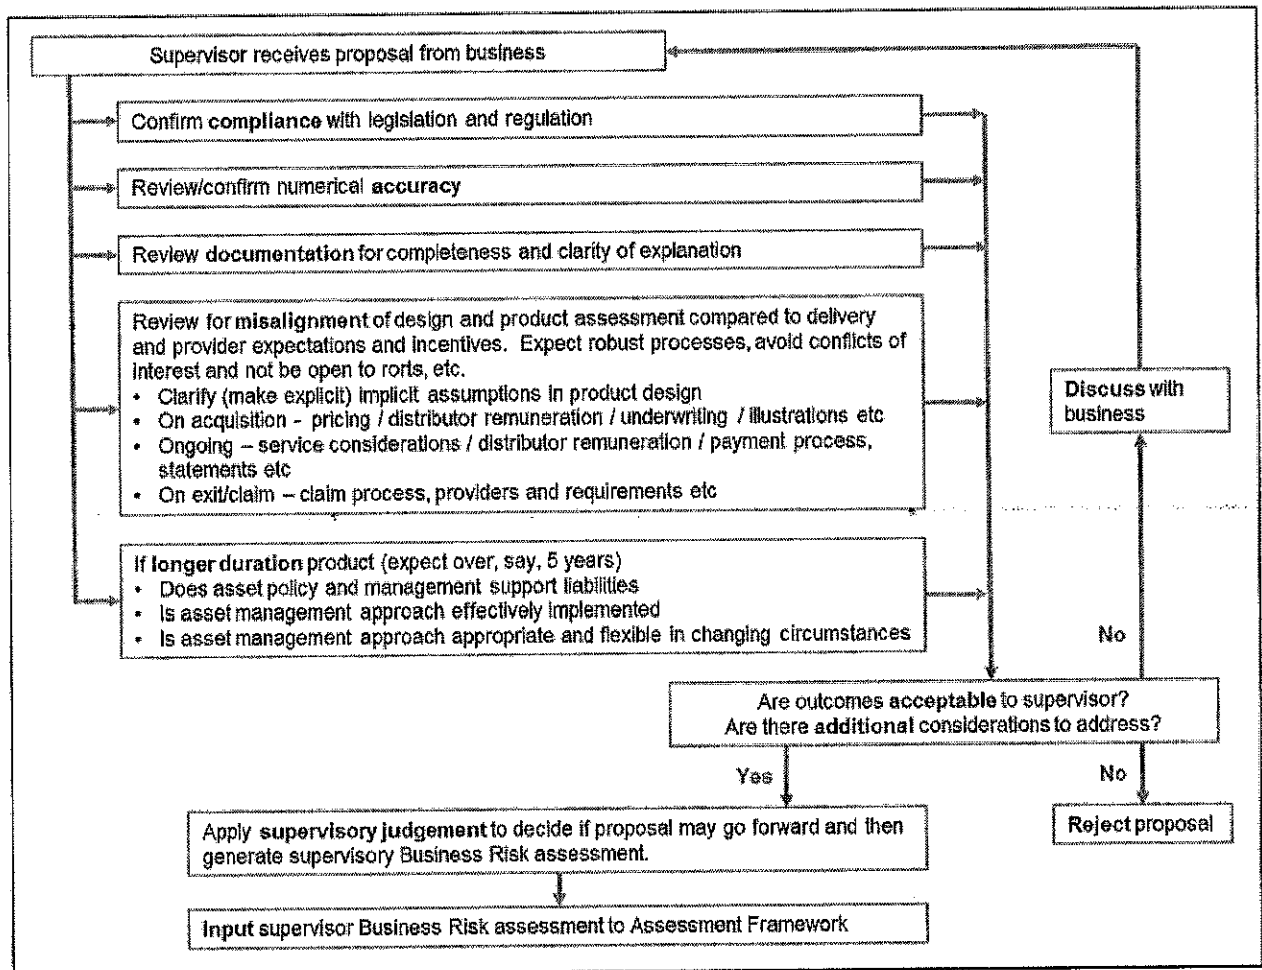 Supervisor receives proposal from business
Confirm compliance with legislation and regulation
Review/confirm numerical accuracy
Review documentation for completeness and clarity of explanation
Review for misalignment of design and product assessment compared to delivery
and provider expectations and incentives. Expect robust processes, avoid conflicts of
interest and not be open to rorts, etc.
• Clarify (make explicit) implicit assumptions in product design
• On acquisition - pricing / distributor remuneration / underwriting / illustrations etc
• Ongoing – service considerations / distributor remuneration / payment process,
statements etc
• On exit/claim – claim process, providers and requirements etc
Discuss with
business
If longer duration product (expect over, say, 5 years)
• Does asset policy and management support liabilities
• Is asset management approach effectively implemented
• Is asset management approach appropriate and flexible in changing circumstances
No
Are outcomes acceptable to supervisor?
Are there additional considerations to address?
Yes
No
Apply supervisory judgement to decide if proposal may go forward and then
generate supervisory Business Risk assessment.
Reject proposal
Input supervisor Business Risk assessment to Assessment Framework